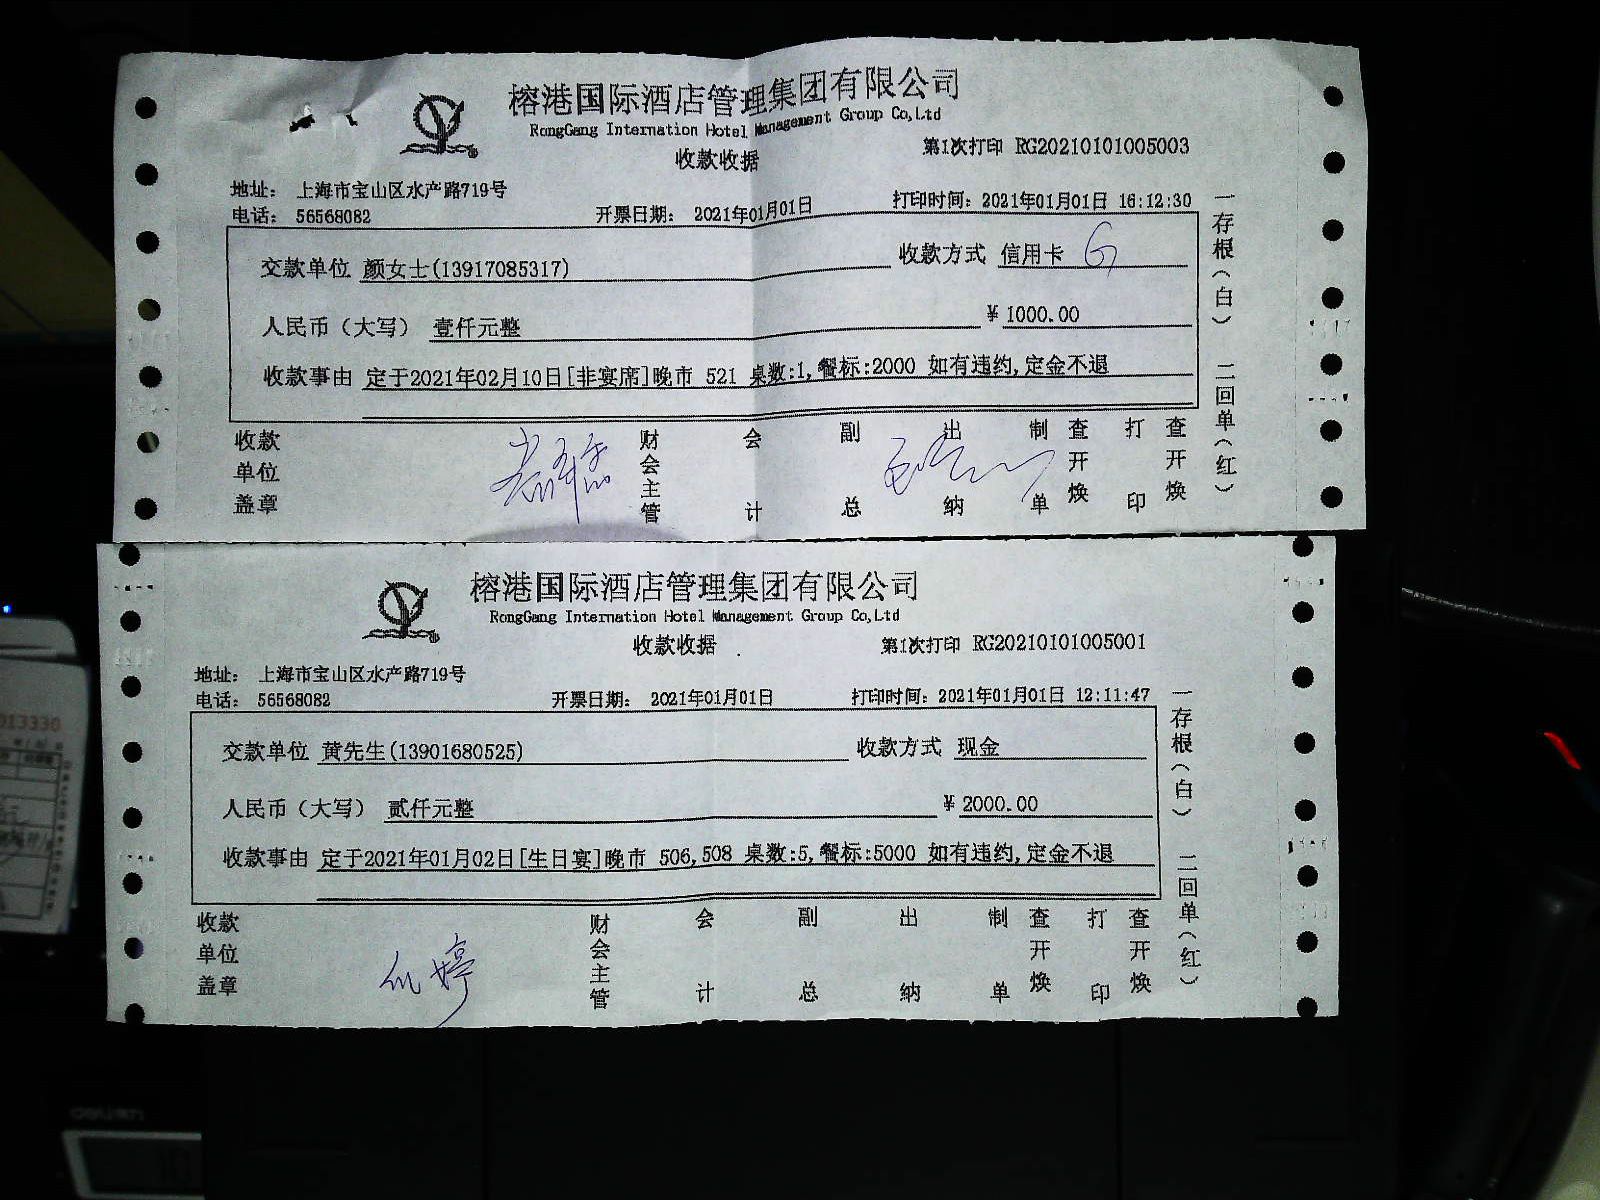 榕港国际酒店管理集团有限公司
RongGang Internation Hotel Management Group Co,Ltd
收款收据
第1次打印 RG20210101005003
地址： 上海市宝山区水产路719号
电话： 56568082 开票日期： 2021年01月01日 打印时间：2021年01月01日 16:12:30
交款单位 颜女士(13917085317) 收款方式 信用卡
人民币（大写） 壹仟元整 ¥ 1000.00
收款事由 定于2021年02月10日[非宴席]晚市 521 桌数:1,餐标:2000 如有违约,定金不退
收款单位盖章 财会主管 会计 副总 出纳 制单 查开焕 打印 查开焕
一存根（白） 二回单（红）
榕港国际酒店管理集团有限公司
RongGang Internation Hotel Management Group Co,Ltd
收款收据
第1次打印 RG20210101005001
地址： 上海市宝山区水产路719号
电话： 56568082 开票日期： 2021年01月01日 打印时间：2021年01月01日 12:11:47
交款单位 黄先生(13901680525) 收款方式 现金
人民币（大写） 贰仟元整 ¥ 2000.00
收款事由 定于2021年01月02日[生日宴]晚市 506,508 桌数:5,餐标:5000 如有违约,定金不退
收款单位盖章 财会主管 会计 副总 出纳 制单 查开焕 打印 查开焕
一存根（白） 二回单（红）